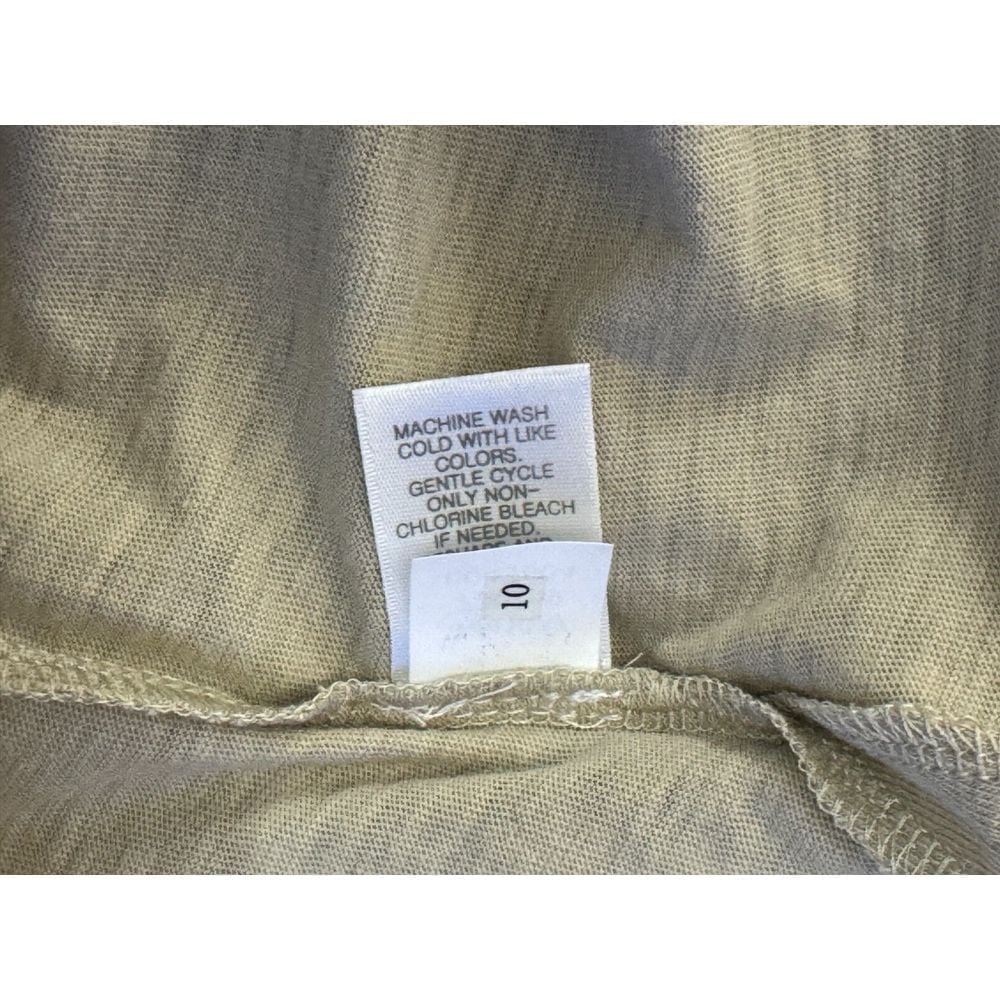 MACHINE WASH
COLD WITH LIKE
COLORS.
GENTLE CYCLE
ONLY NON-
CHLORINE BLEACH
IF NEEDED.
10